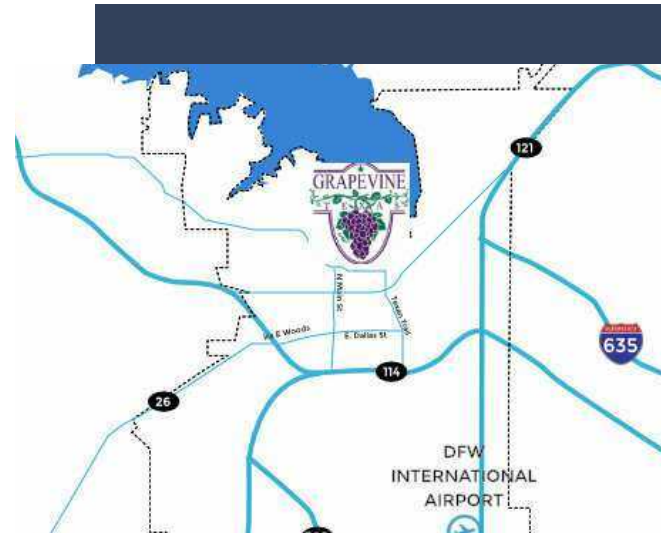 121
GRAPEVINE
TEXAS
N Main St
Texan Trail
E Woods
E. Dallas St
635
114
26
DFW
INTERNATIONAL
AIRPORT